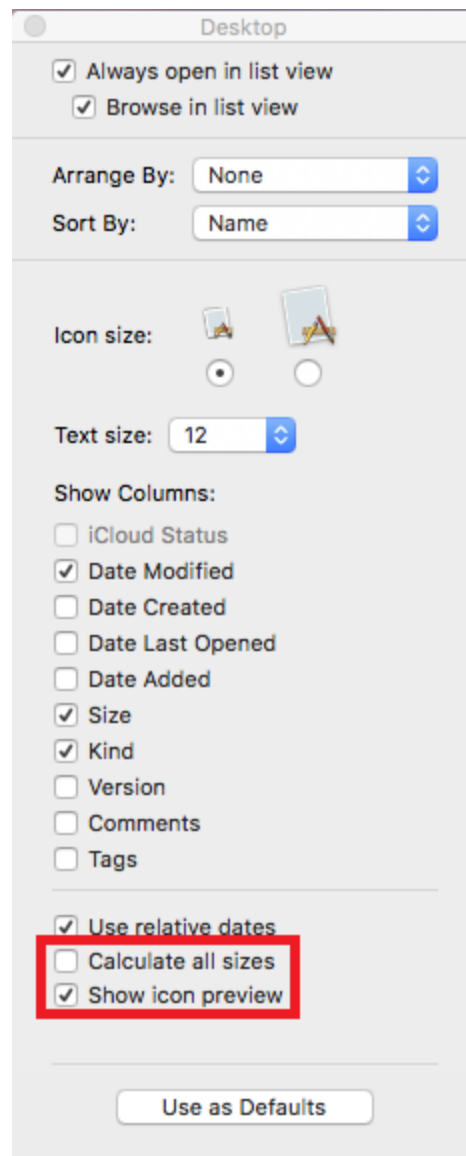 Desktop
Always open in list view
Browse in list view
Arrange By: None
Sort By: Name
Icon size:
Text size: 12
Show Columns:
iCloud Status
Date Modified
Date Created
Date Last Opened
Date Added
Size
Kind
Version
Comments
Tags
Use relative dates
Calculate all sizes
Show icon preview
Use as Defaults